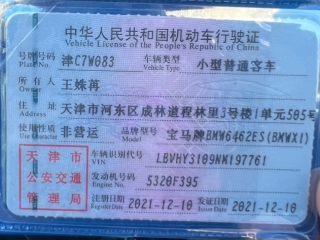 中华人民共和国机动车行驶证
Vehicle License of the People's Republic of China
号牌号码 津C7W083 车辆类型 小型普通客车
Plate No. Vehicle Type
所有人 王姝苒
Owner
住址 天津市河东区成林道程林里3号楼1单元505号
Address
使用性质 非营运 品牌型号 宝马牌BMW6462ES(BMWX1)
Use Character Model
天津市公安交通管理局
车辆识别代号 LBVHY3109NN197761
VIN
发动机号码 5320F395
Engine No.
注册日期 2021-12-10 发证日期 2021-12-10
Register Date Issue Date